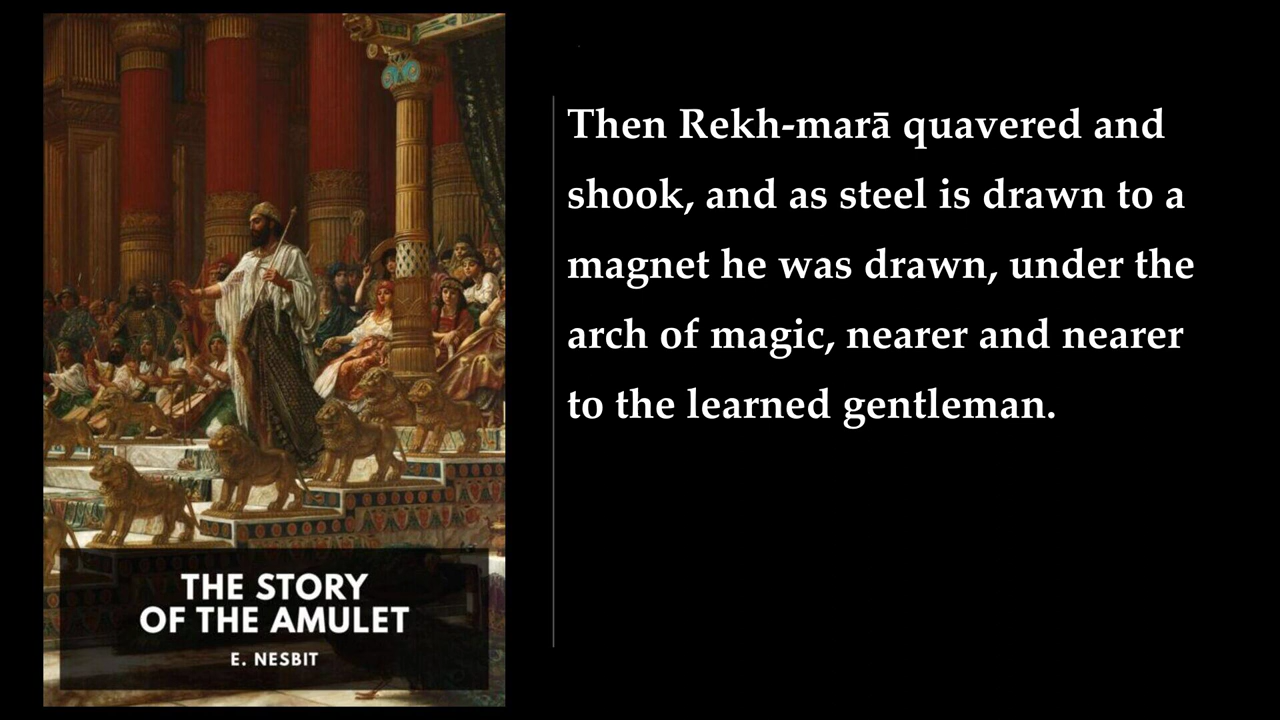 THE STORY
OF THE AMULET
E. NESBIT
Then Rekh-marā quavered and
shook, and as steel is drawn to a
magnet he was drawn, under the
arch of magic, nearer and nearer
to the learned gentleman.